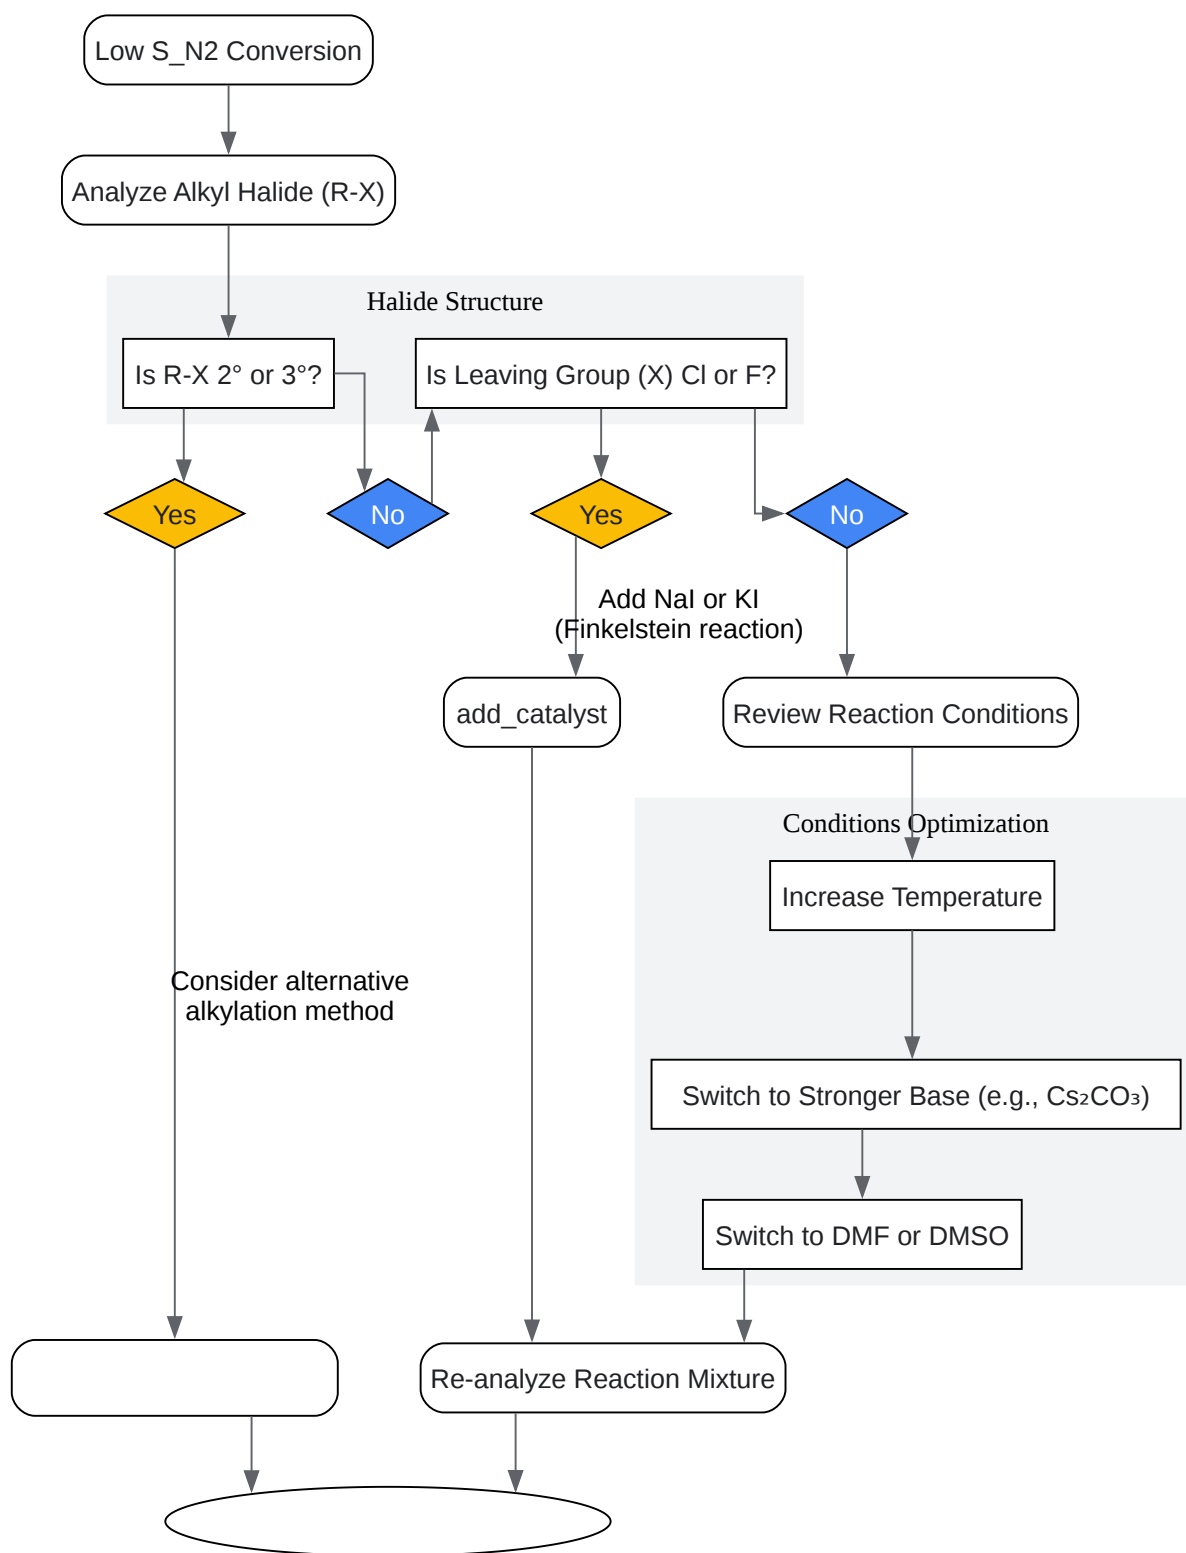 Low S_N2 Conversion
Analyze Alkyl Halide (R-X)
Halide Structure
Is R-X 2° or 3°?
Is Leaving Group (X) Cl or F?
Yes
No
Yes
No
Add NaI or KI
(Finkelstein reaction)
add_catalyst
Review Reaction Conditions
Conditions Optimization
Increase Temperature
Consider alternative
alkylation method
Switch to Stronger Base (e.g., Cs₂CO₃)
Switch to DMF or DMSO
Re-analyze Reaction Mixture